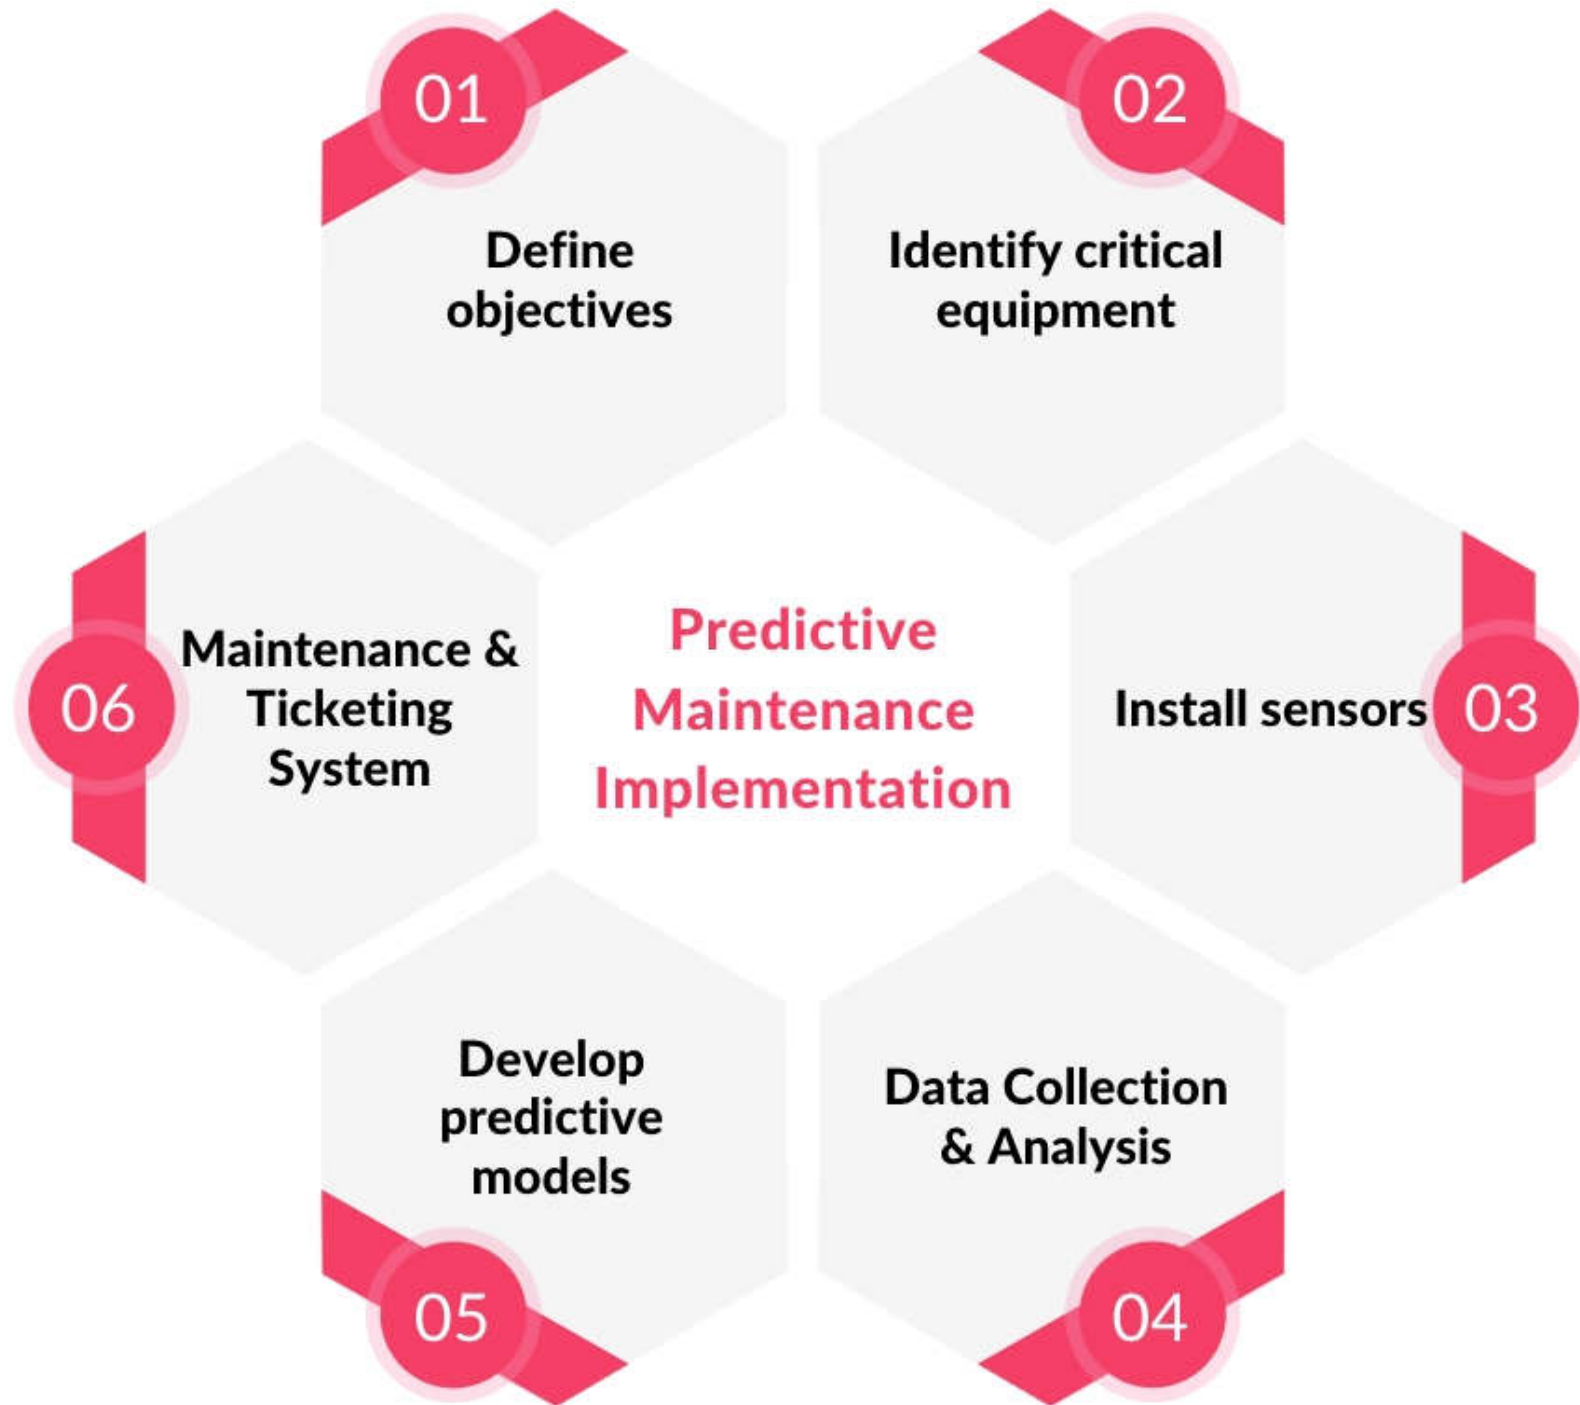 01
Define
objectives
02
Identify critical
equipment
03
Install sensors
04
Data Collection
& Analysis
05
Develop
predictive
models
06
Maintenance &
Ticketing
System
Predictive
Maintenance
Implementation